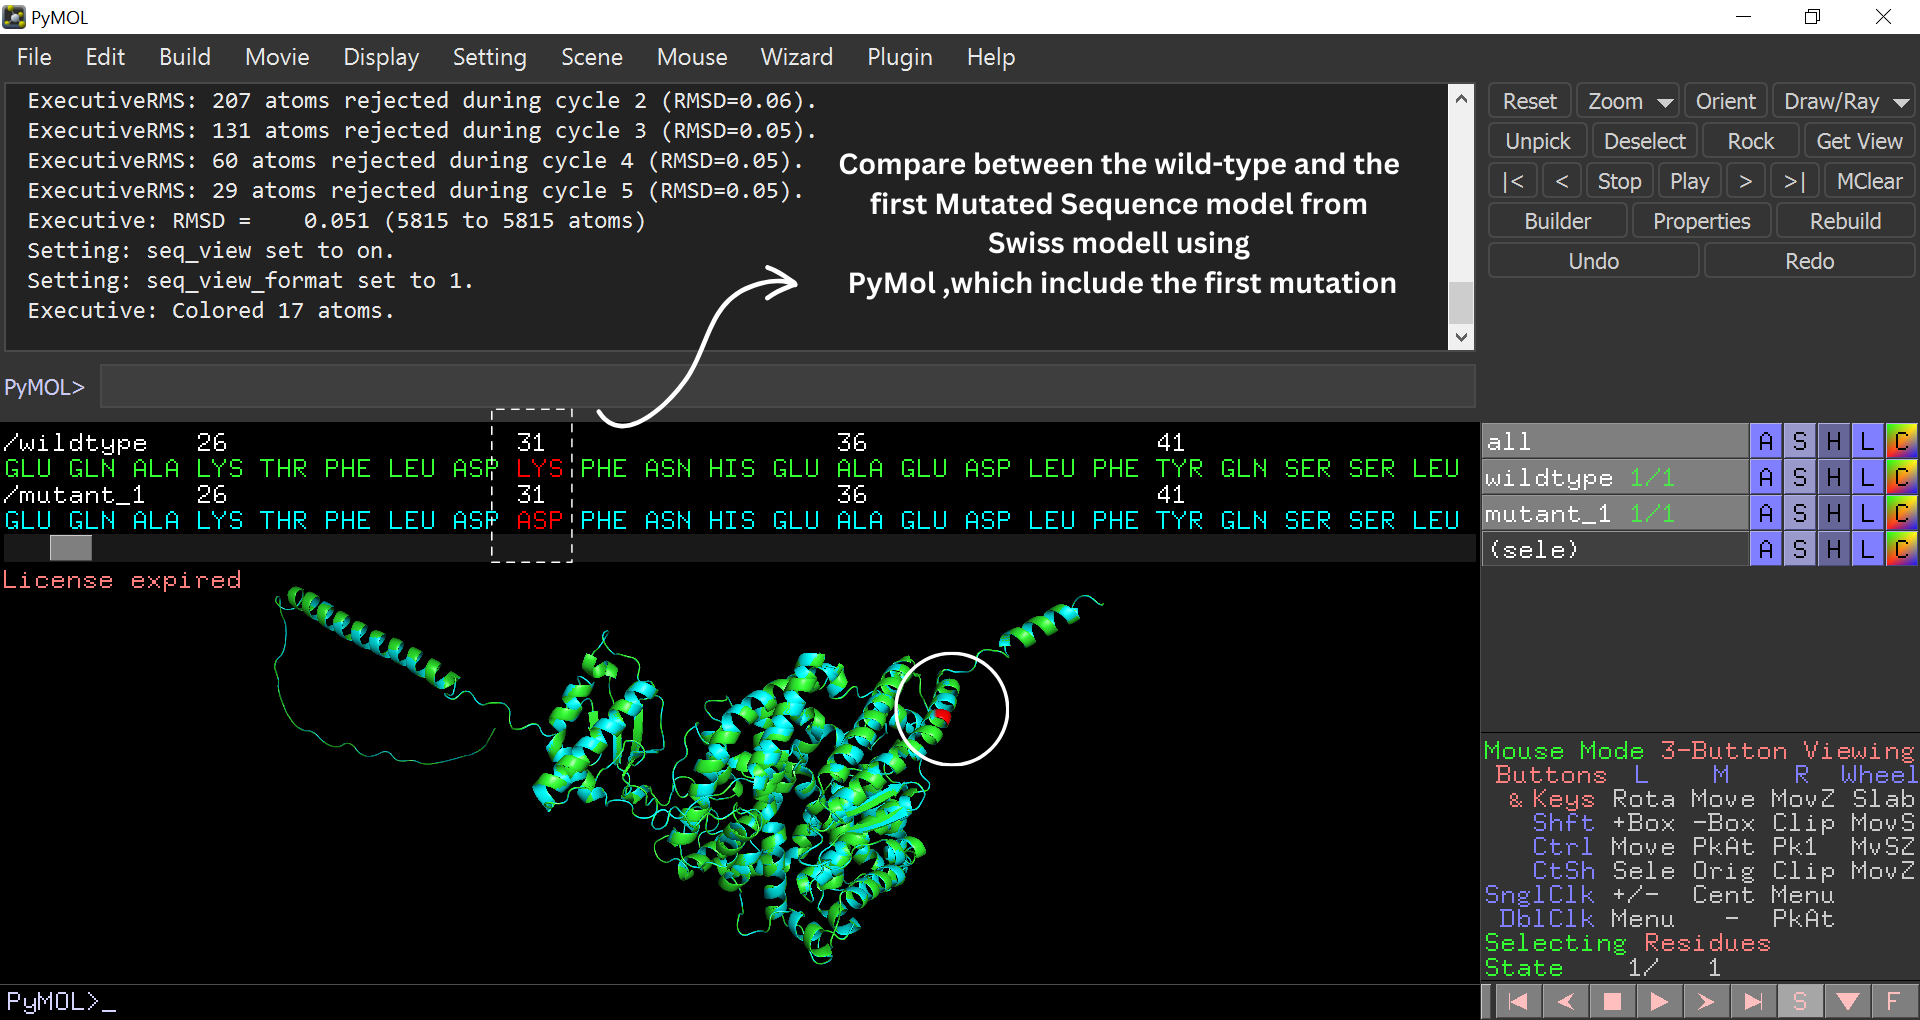 PyMOL
File Edit Build Movie Display Setting Scene Mouse Wizard Plugin Help
ExecutiveRMS: 207 atoms rejected during cycle 2 (RMSD=0.06).
ExecutiveRMS: 131 atoms rejected during cycle 3 (RMSD=0.05).
ExecutiveRMS: 60 atoms rejected during cycle 4 (RMSD=0.05).
ExecutiveRMS: 29 atoms rejected during cycle 5 (RMSD=0.05).
Executive: RMSD = 0.051 (5815 to 5815 atoms)
Setting: seq_view set to on.
Setting: seq_view_format set to 1.
Executive: Colored 17 atoms.
Compare between the wild-type and the
first Mutated Sequence model from
Swiss modell using
PyMol ,which include the first mutation
Reset Zoom Orient Draw/Ray
Unpick Deselect Rock Get View
|< < Stop Play > >| MClear
Builder Properties Rebuild
Undo Redo
PyMOL>
/wildtype 26 31 36 41
GLU GLN ALA LYS THR PHE LEU ASP LYS PHE ASN HIS GLU ALA GLU ASP LEU PHE TYR GLN SER SER LEU
/mutant_1 26 31 36 41
GLU GLN ALA LYS THR PHE LEU ASP ASP PHE ASN HIS GLU ALA GLU ASP LEU PHE TYR GLN SER SER LEU
License expired
all A S H L C
wildtype 1/1 A S H L C
mutant_1 1/1 A S H L C
(sele) A S H L C
Mouse Mode 3-Button Viewing
Buttons L M R Wheel
& Keys Rota Move MovZ Slab
Shft +Box -Box Clip MovS
Ctrl Move PkAt Pk1 MvSZ
CtSh Sele Orig Clip MovZ
SnglClk +/- Cent Menu
DblClk Menu - PkAt
Selecting Residues
State 1/ 1
PyMOL>_
S F